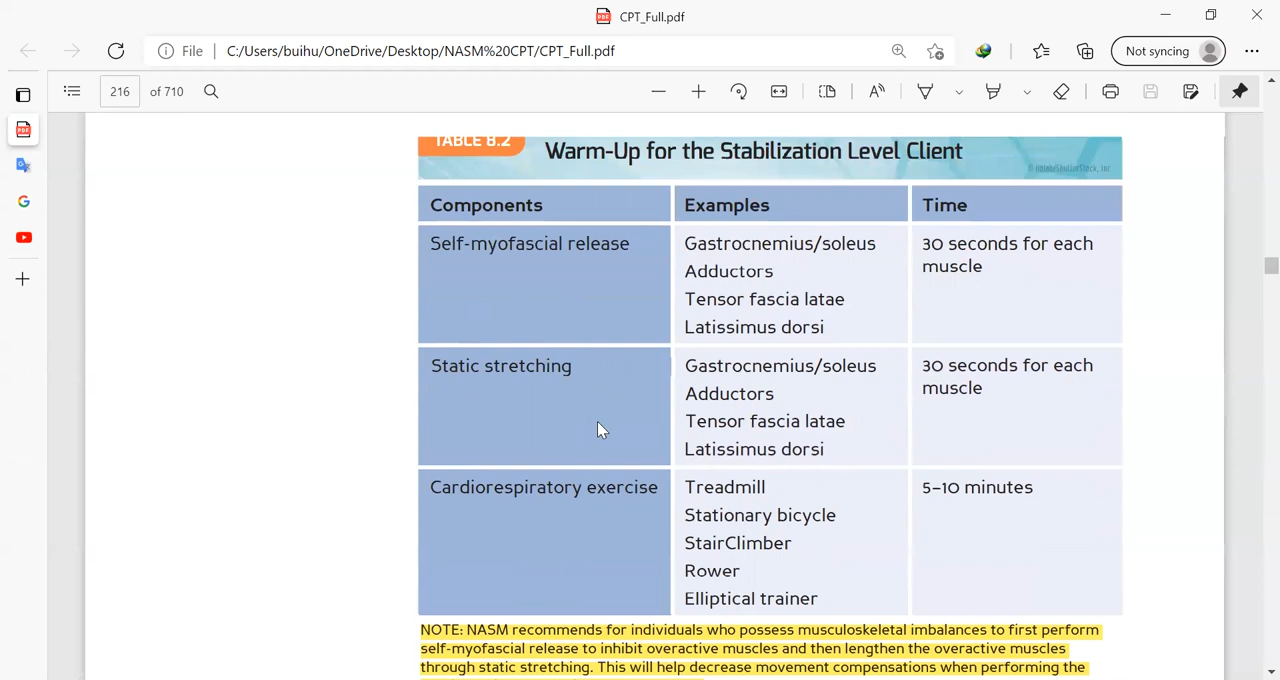 CPT_Full.pdf
File C:/Users/buihu/OneDrive/Desktop/NASM%20CPT/CPT_Full.pdf
Not syncing
216 of 710
TABLE 8.2
Warm-Up for the Stabilization Level Client
Components Examples Time
Self-myofascial release Gastrocnemius/soleus 30 seconds for each
Adductors muscle
Tensor fascia latae
Latissimus dorsi
Static stretching Gastrocnemius/soleus 30 seconds for each
Adductors muscle
Tensor fascia latae
Latissimus dorsi
Cardiorespiratory exercise Treadmill 5–10 minutes
Stationary bicycle
StairClimber
Rower
Elliptical trainer
NOTE: NASM recommends for individuals who possess musculoskeletal imbalances to first perform
self-myofascial release to inhibit overactive muscles and then lengthen the overactive muscles
through static stretching. This will help decrease movement compensations when performing the